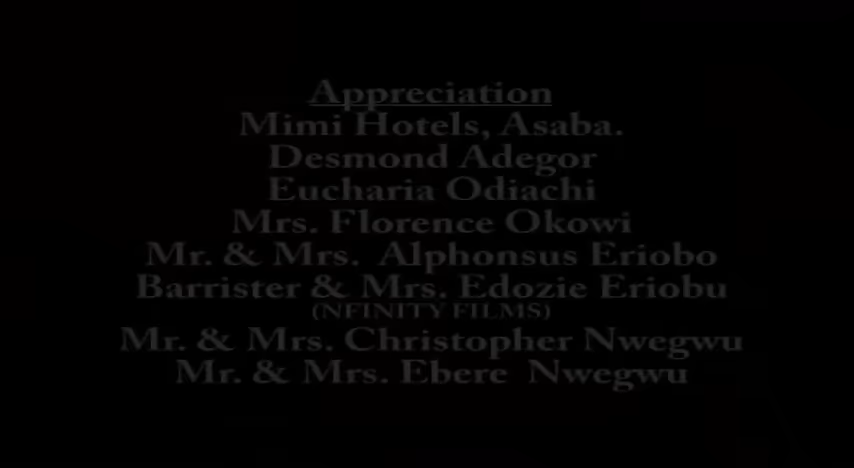 Appreciation
Mimi Hotels, Asaba.
Desmond Adegor
Eucharia Odiachi
Mrs. Florence Okowi
Mr. & Mrs. Alphonsus Eriobo
Barrister & Mrs. Edozie Eriobu
(NFINITY FILMS)
Mr. & Mrs. Christopher Nwegwu
Mr. & Mrs. Ebere Nwegwu